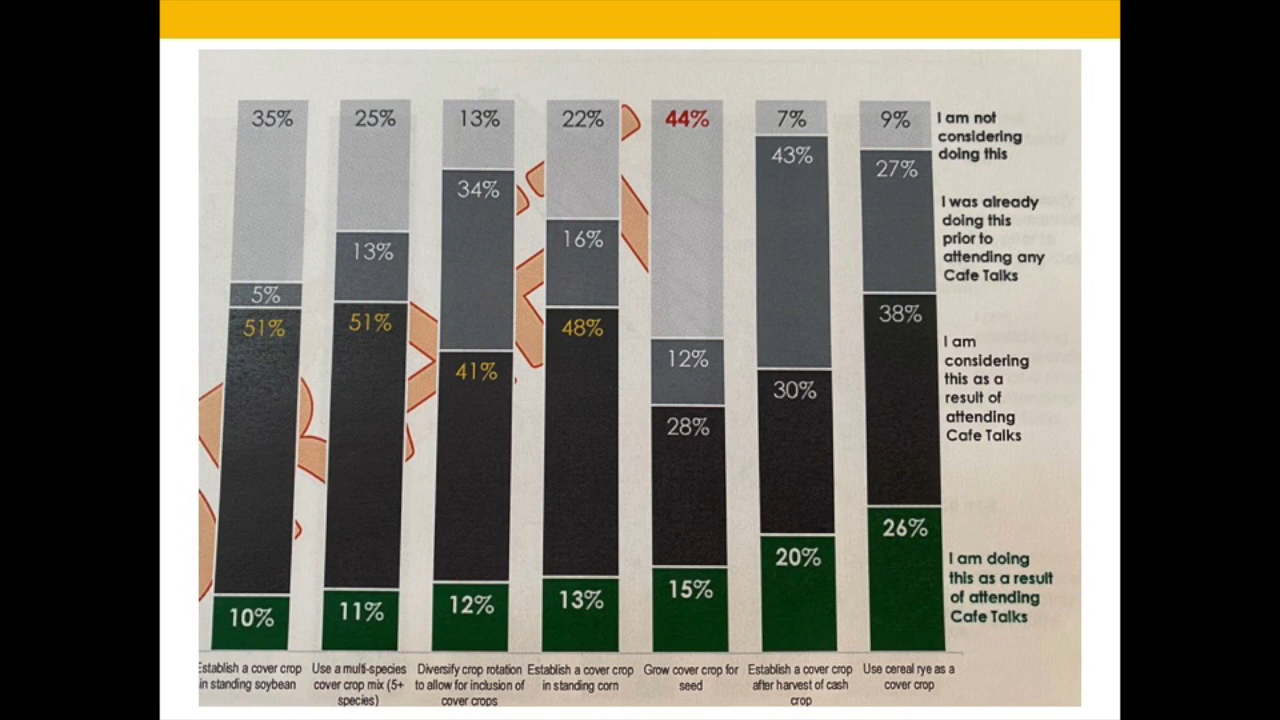 35%
25%
13%
22%
44%
7%
9%
I am not
considering
doing this
43%
27%
34%
I was already
doing this
prior to
attending any
Cafe Talks
13%
16%
5%
51%
51%
48%
38%
41%
12%
30%
28%
I am
considering
this as a
result of
attending
Cafe Talks
10%
11%
12%
13%
15%
20%
26%
I am doing
this as a result
of attending
Cafe Talks
Establish a cover crop
in standing soybean
Use a multi-species
cover crop mix (5+
species)
Diversify crop rotation
to allow for inclusion of
cover crops
Establish a cover crop
in standing corn
Grow cover crop for
seed
Establish a cover crop
after harvest of cash
crop
Use cereal rye as a
cover crop